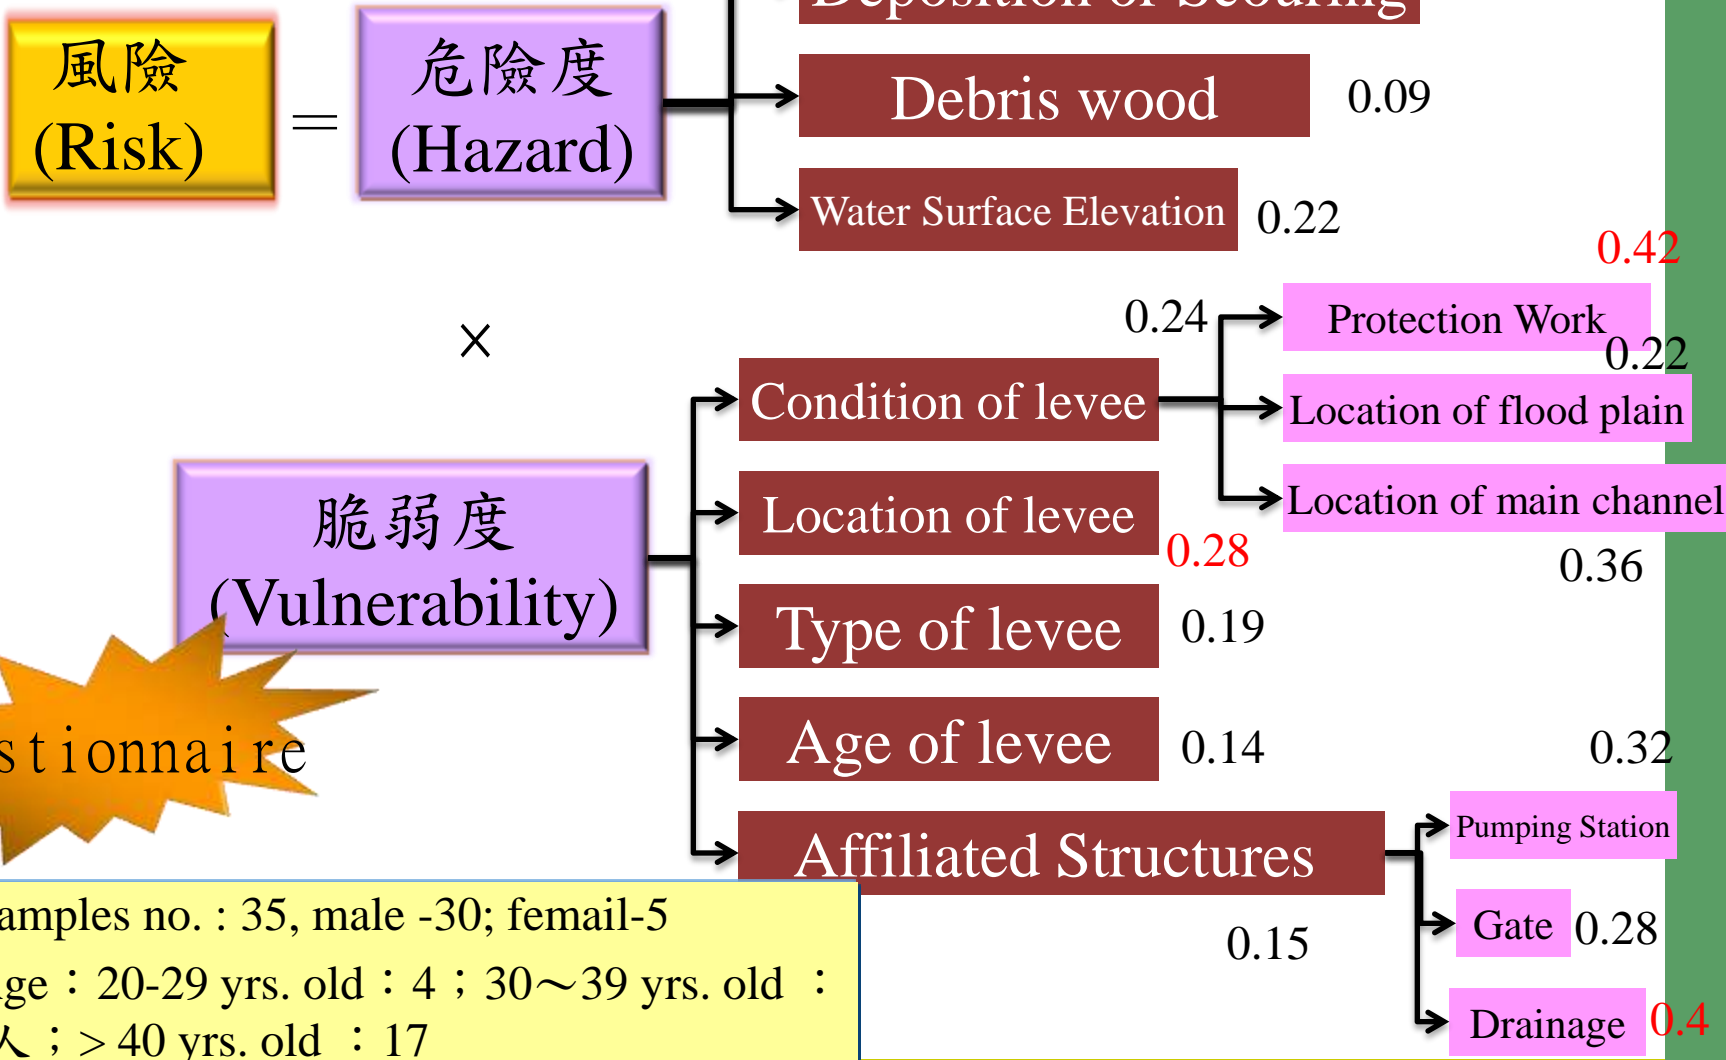 Deposition or Scouring
風險
(Risk)
=
危險度
(Hazard)
Debris wood
0.09
Water Surface Elevation
0.22
×
0.42
0.24
Protection Work
0.22
Condition of levee
Location of flood plain
Location of main channel
0.36
脆弱度
(Vulnerability)
Location of levee
0.28
Type of levee
0.19
Age of levee
0.14
stionnaire
0.32
Affiliated Structures
0.15
Pumping Station
Gate
0.28
Drainage
0.4
amples no. : 35, male -30; femail-5
ge：20-29 yrs. old：4；30～39 yrs. old ：
人；> 40 yrs. old ：17